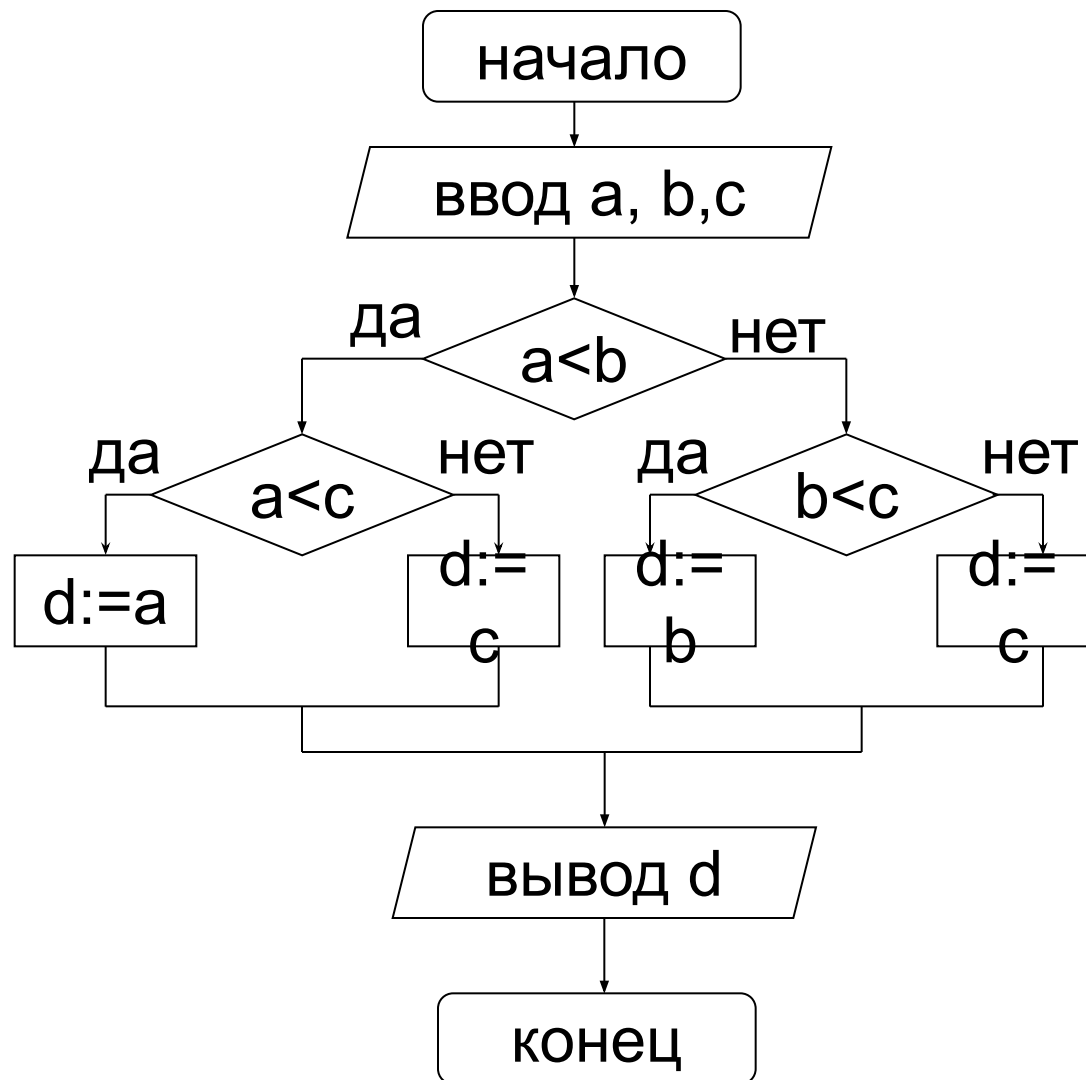 начало
ввод a, b,c
да
нет
a<b
да
нет
да
нет
a<c
b<c
d:=a
d:=
c
d:=
b
d:=
c
вывод d
конец